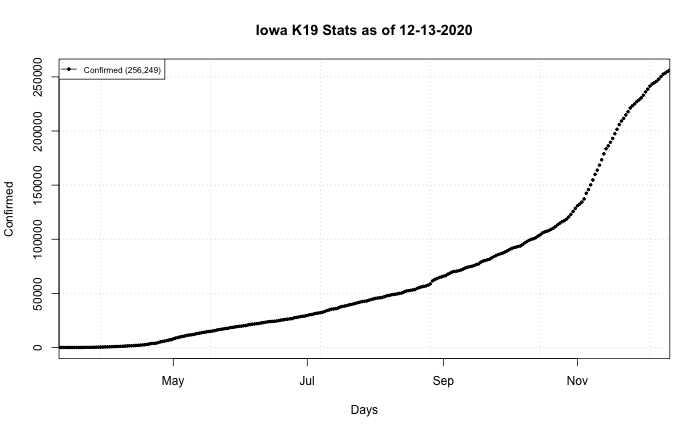 Iowa K19 Stats as of 12-13-2020
Confirmed (256,249)
250000
200000
150000
100000
50000
0
Confirmed
May Jul Sep Nov
Days